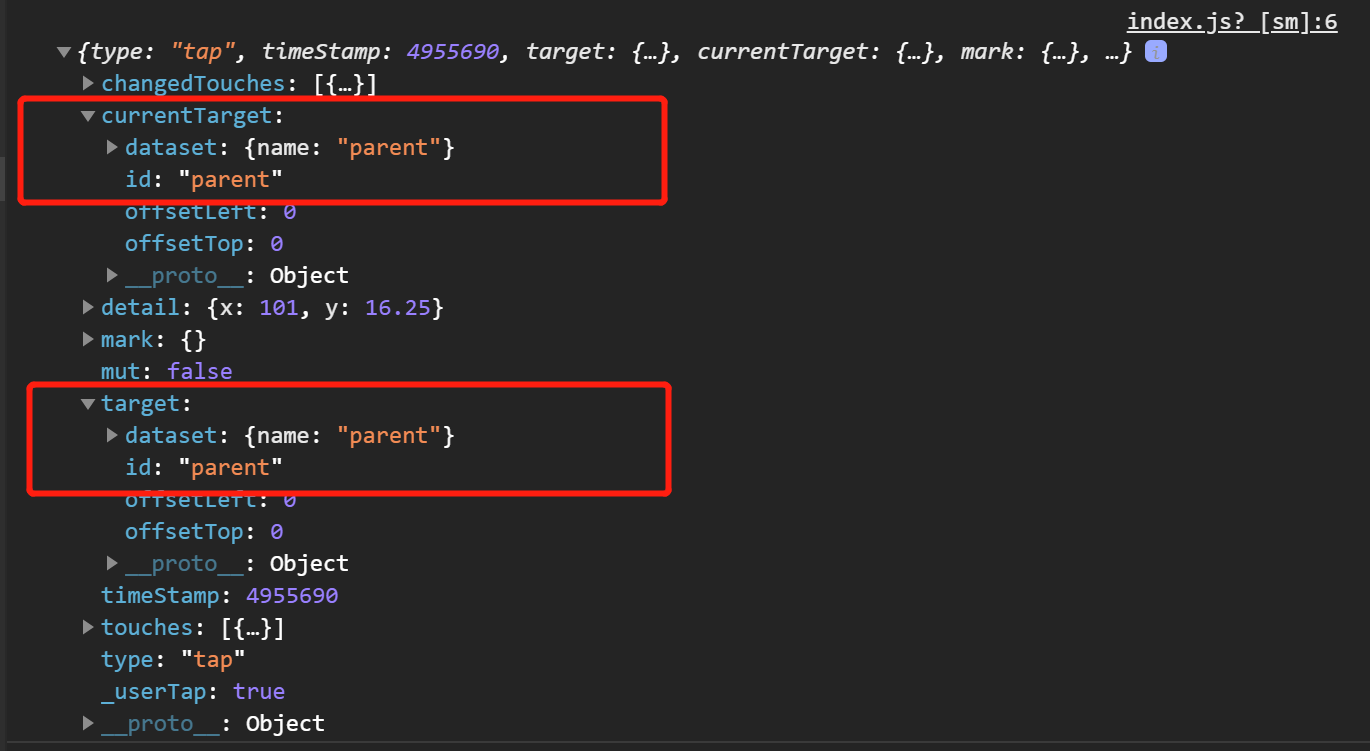 index.js? [sm]:6
▼{type: "tap", timeStamp: 4955690, target: {…}, currentTarget: {…}, mark: {…}, …} i
▶changedTouches: [{…}]
▼currentTarget:
▶dataset: {name: "parent"}
id: "parent"
offsetLeft: 0
offsetTop: 0
▶__proto__: Object
▶detail: {x: 101, y: 16.25}
▶mark: {}
mut: false
▼target:
▶dataset: {name: "parent"}
id: "parent"
offsetLeft: 0
offsetTop: 0
▶__proto__: Object
timeStamp: 4955690
▶touches: [{…}]
type: "tap"
_userTap: true
▶__proto__: Object